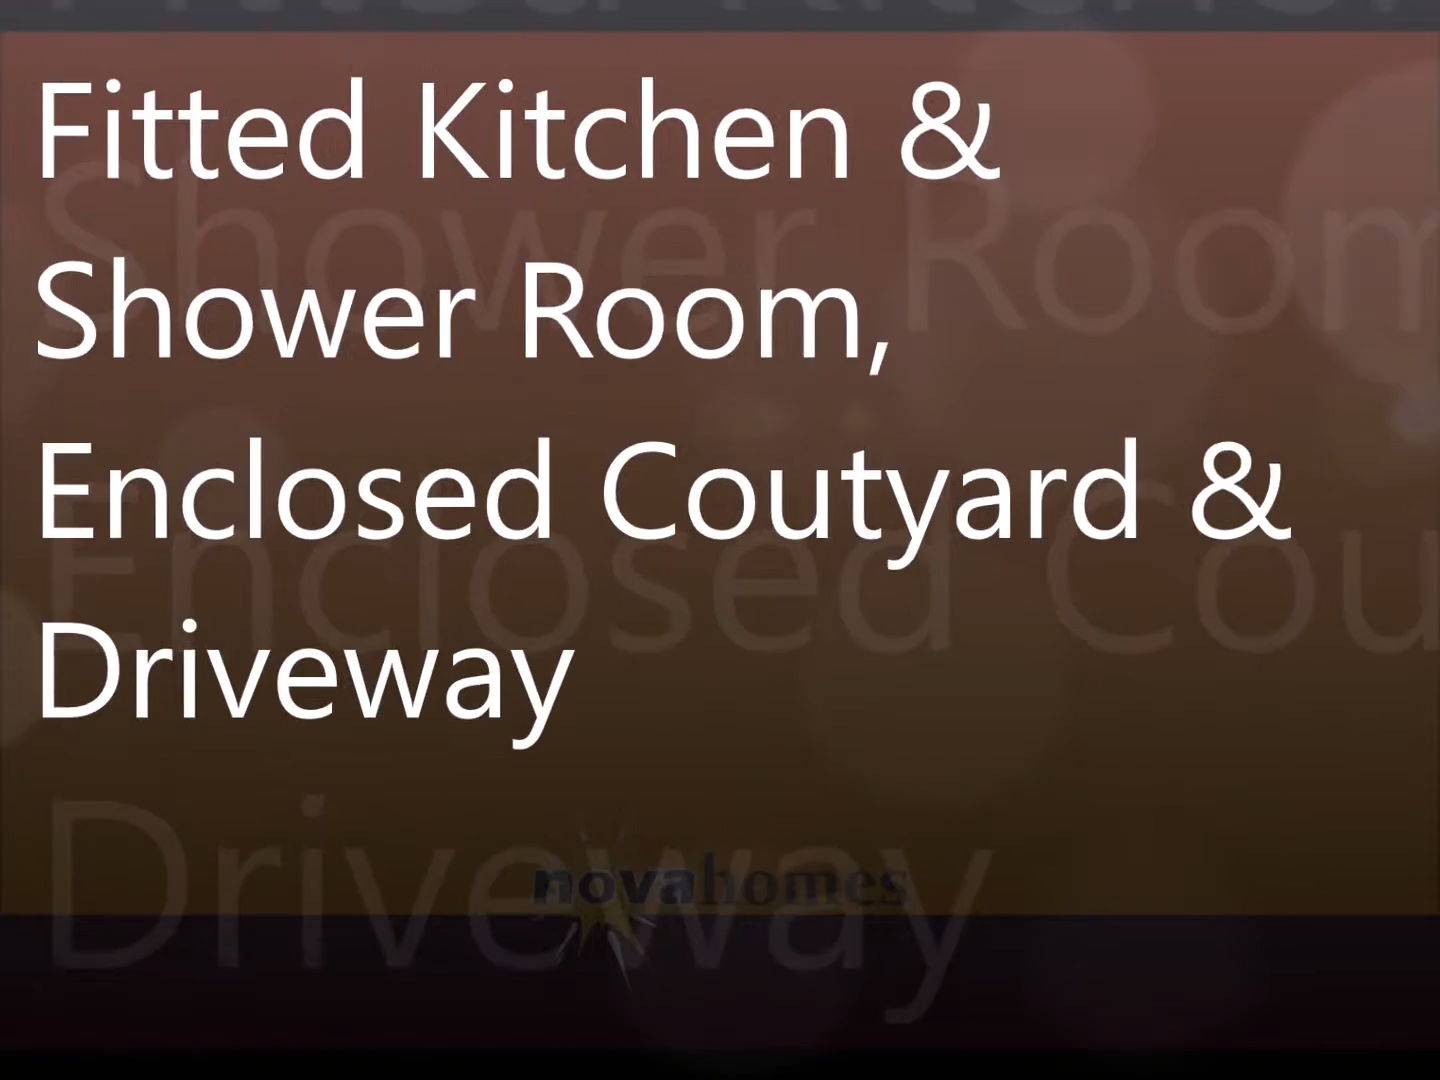 Fitted Kitchen &
Shower Room,
Enclosed Coutyard &
Driveway
novahomes